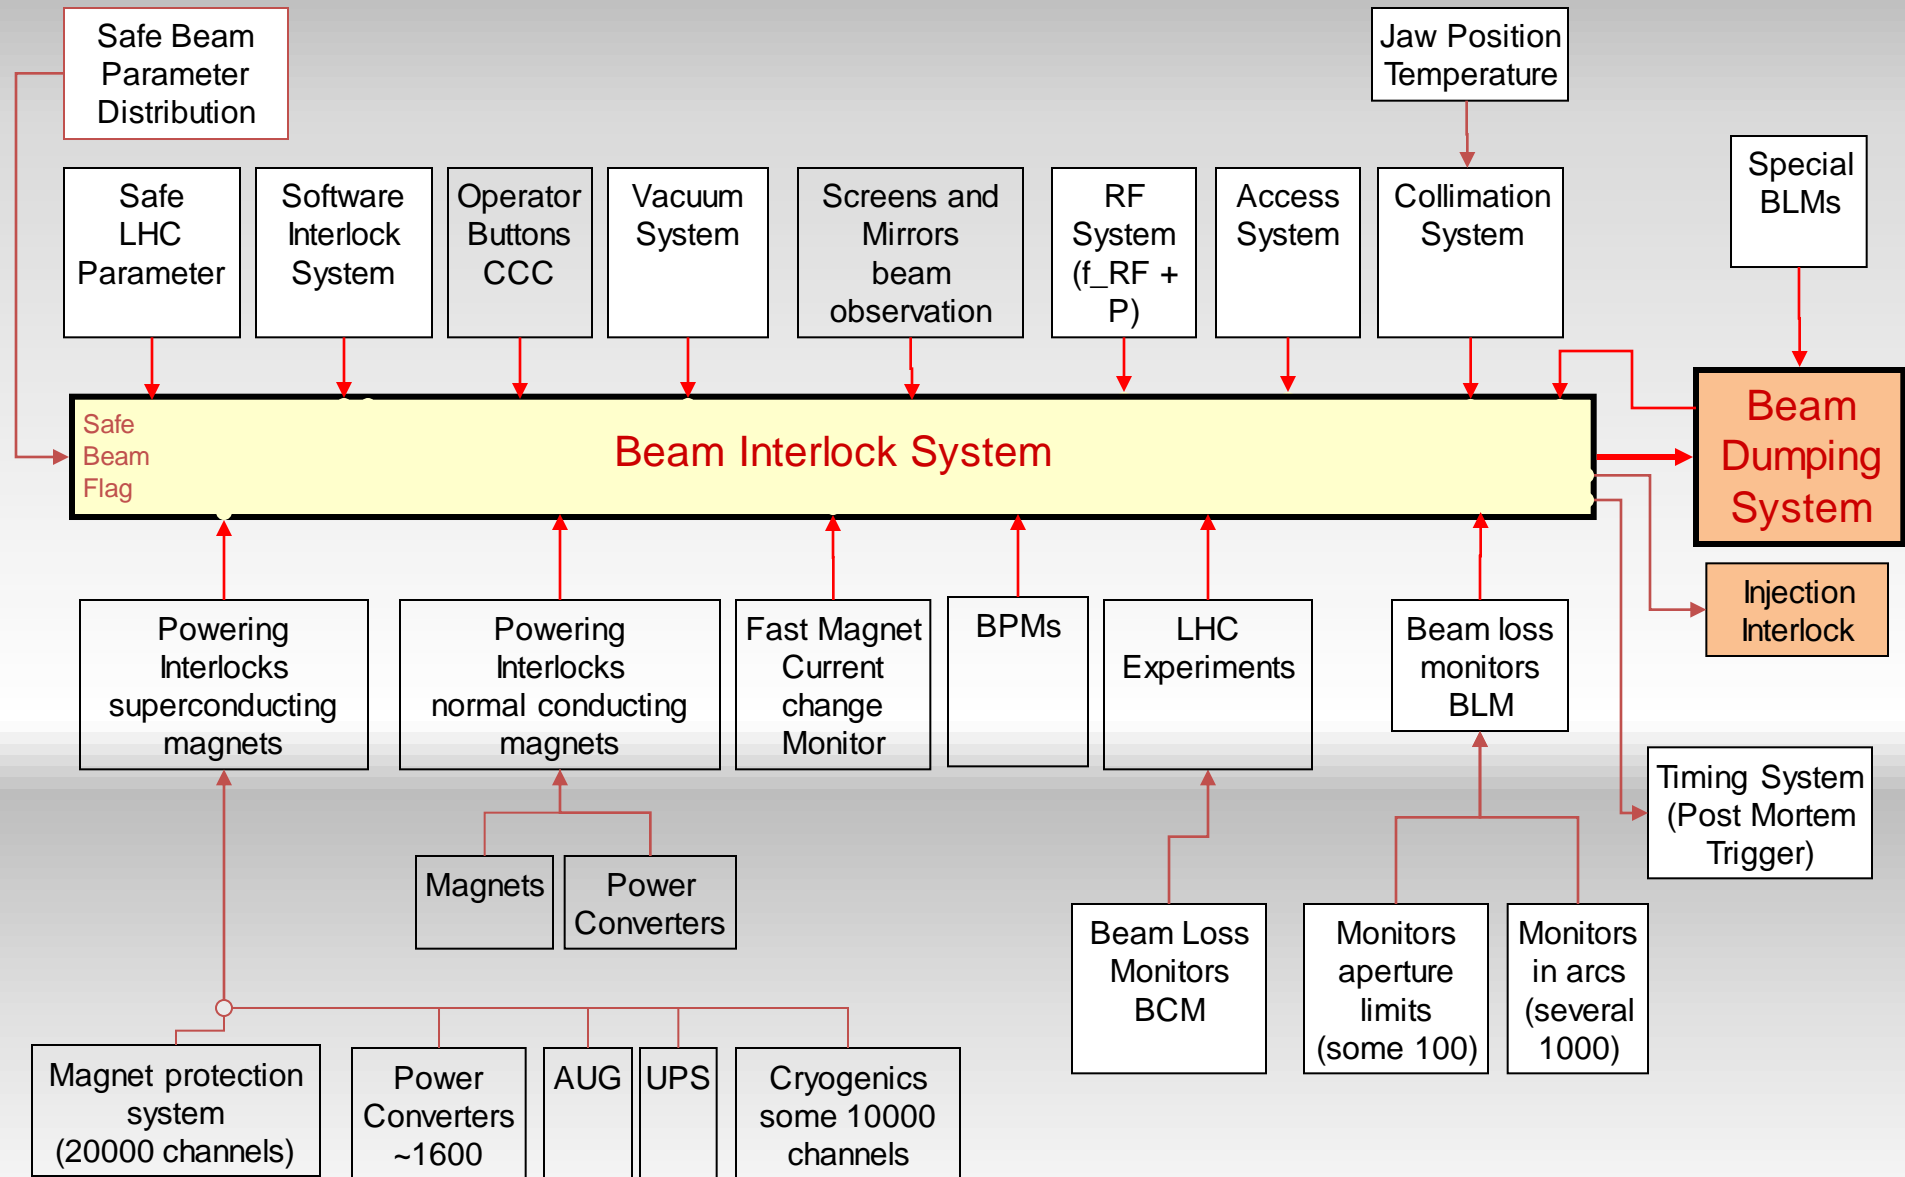 Safe Beam
Parameter
Distribution
Jaw Position
Temperature
Safe
LHC
Parameter
Software
Interlock
System
Operator
Buttons
CCC
Vacuum
System
Screens and
Mirrors
beam
observation
RF
System
(f_RF +
P)
Access
System
Collimation
System
Special
BLMs
Safe
Beam
Flag
Beam Interlock System
Beam
Dumping
System
Injection
Interlock
Powering
Interlocks
superconducting
magnets
Powering
Interlocks
normal conducting
magnets
Fast Magnet
Current
change
Monitor
BPMs
LHC
Experiments
Beam loss
monitors
BLM
Timing System
(Post Mortem
Trigger)
Magnets
Power
Converters
Beam Loss
Monitors
BCM
Monitors
aperture
limits
(some 100)
Monitors
in arcs
(several
1000)
Magnet protection
system
(20000 channels)
Power
Converters
~1600
AUG
UPS
Cryogenics
some 10000
channels